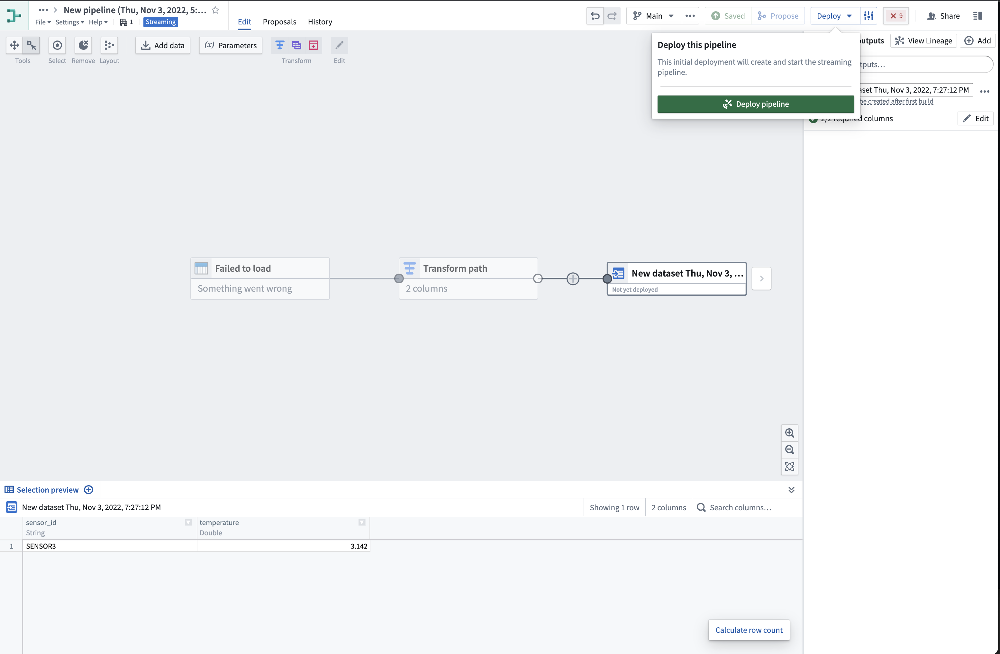 New pipeline (Thu, Nov 3, 2022, 5:...
File Settings Help 1 Streaming
Edit Proposals History
Main Saved Propose Deploy 9 Share
Add data (x) Parameters
Tools Select Remove Layout Transform Edit
Deploy this pipeline
This initial deployment will create and start the streaming
pipeline.
Deploy pipeline
View Lineage Add
Thu, Nov 3, 2022, 7:27:12 PM
be created after first build
2/2 required columns Edit
Failed to load
Something went wrong
Transform path
2 columns
New dataset Thu, Nov 3, ...
Not yet deployed
Selection preview
New dataset Thu, Nov 3, 2022, 7:27:12 PM
Showing 1 row 2 columns Search columns...
sensor_id temperature
String Double
1 SENSOR3 3.142
Calculate row count